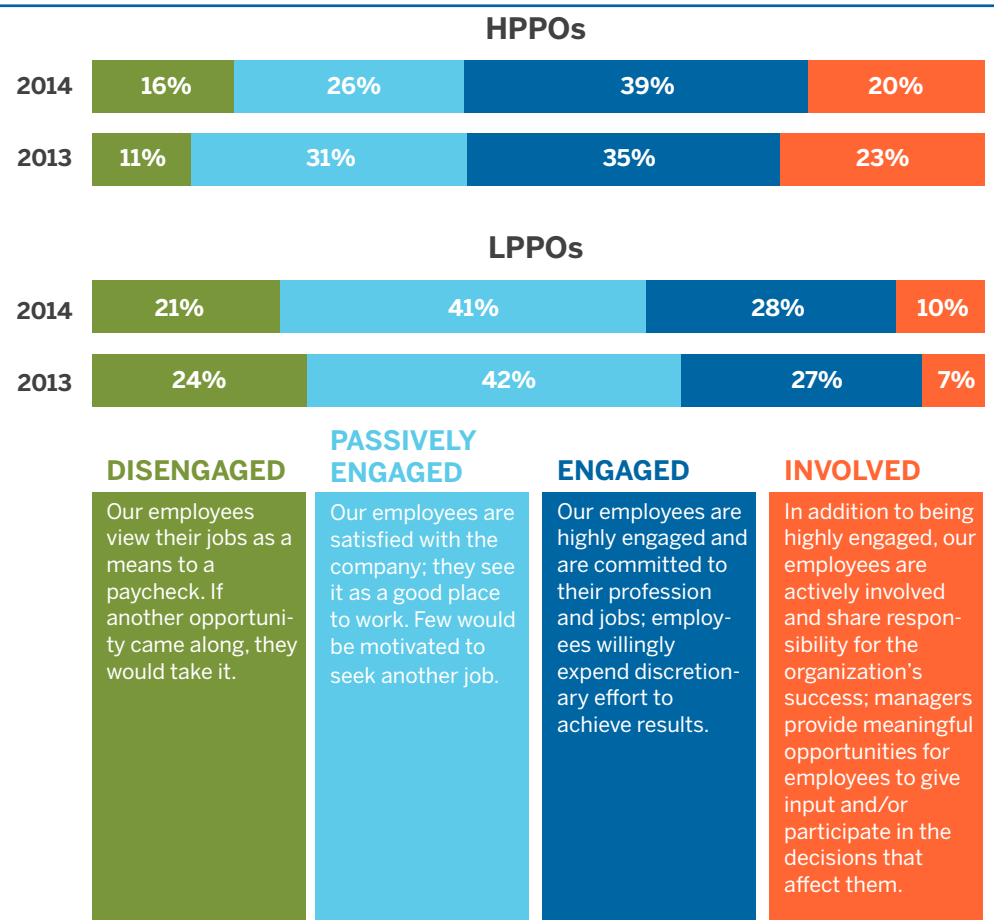 HPPOs
2014 16% 26% 39% 20%
2013 11% 31% 35% 23%
LPPOs
2014 21% 41% 28% 10%
2013 24% 42% 27% 7%
DISENGAGED
Our employees
view their jobs as a
means to a
paycheck. If
another opportuni-
ty came along, they
would take it.
PASSIVELY
ENGAGED
Our employees are
satisfied with the
company; they see
it as a good place
to work. Few would
be motivated to
seek another job.
ENGAGED
Our employees are
highly engaged and
are committed to
their profession
and jobs; employ-
ees willingly
expend discretion-
ary effort to
achieve results.
INVOLVED
In addition to being
highly engaged, our
employees are
actively involved
and share respon-
sibility for the
organization's
success; managers
provide meaningful
opportunities for
employees to give
input and/or
participate in the
decisions that
affect them.